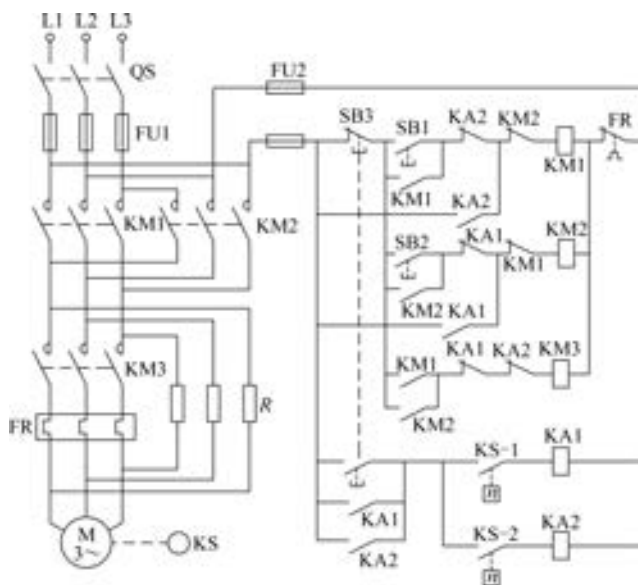 L1 L2 L3
QS
FU2
FU1
SB3
SB1
KA2
KM2
FR
KM1
KM1
KA2
KM1
KM2
SB2
KA1
KM1
KM2
KM2
KA1
KM3
KM1
KA1
KA2
KM3
KM2
R
FR
KS-1
KA1
n
KA1
M
3~
KS
KA2
KS-2
KA2
n